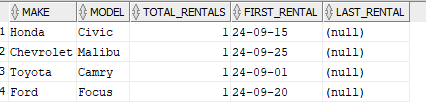 MAKE MODEL TOTAL_RENTALS FIRST_RENTAL LAST_RENTAL
1 Honda Civic 1 24-09-15 (null)
2 Chevrolet Malibu 1 24-09-25 (null)
3 Toyota Camry 1 24-09-01 (null)
4 Ford Focus 1 24-09-20 (null)